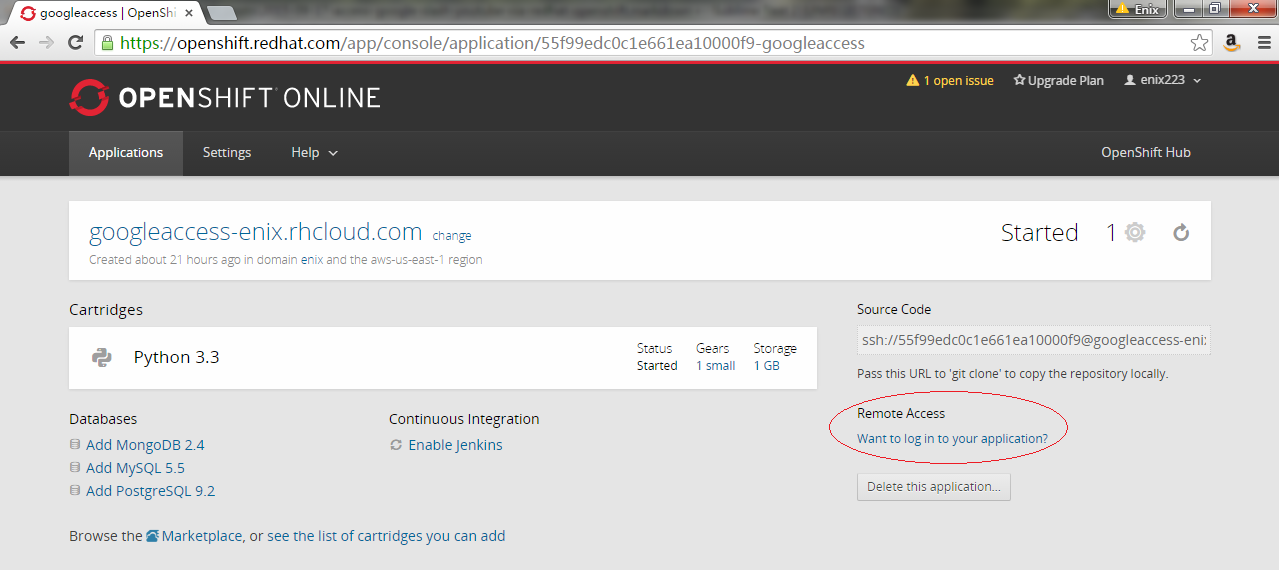 googleaccess | OpenShi
Enix
https://openshift.redhat.com/app/console/application/55f99edc0c1e661ea10000f9-googleaccess
OPENSHIFT ONLINE
1 open issue
Upgrade Plan
enix223
Applications
Settings
Help
OpenShift Hub
googleaccess-enix.rhcloud.com change
Started 1
Created about 21 hours ago in domain enix and the aws-us-east-1 region
Cartridges
Python 3.3
Status Gears Storage
Started 1 small 1 GB
Source Code
ssh://55f99edc0c1e661ea10000f9@googleaccess-eni
Pass this URL to 'git clone' to copy the repository locally.
Databases
Add MongoDB 2.4
Add MySQL 5.5
Add PostgreSQL 9.2
Continuous Integration
Enable Jenkins
Remote Access
Want to log in to your application?
Delete this application...
Browse the Marketplace, or see the list of cartridges you can add